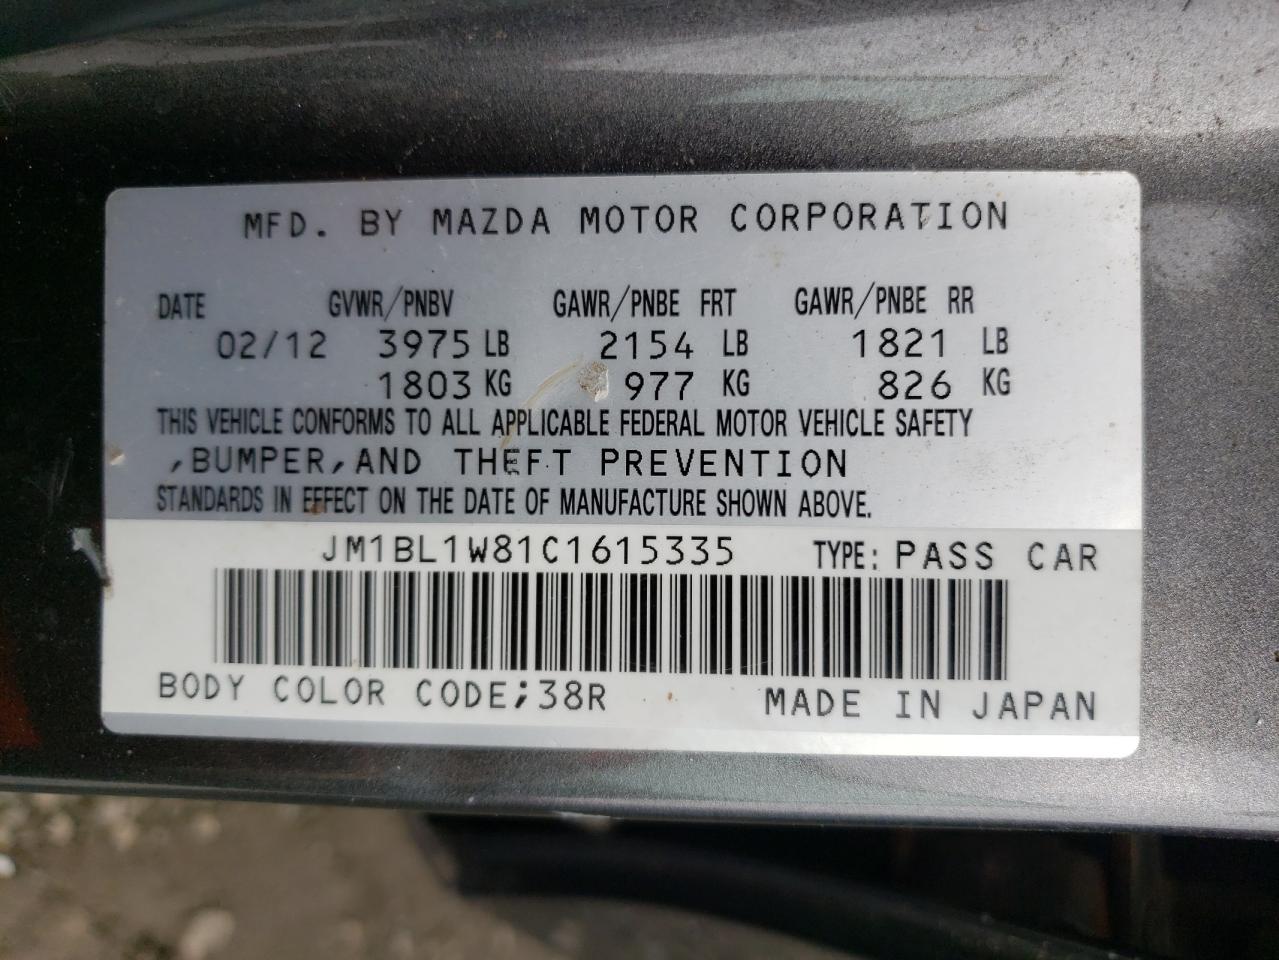 MFD. BY MAZDA MOTOR CORPORATION
DATE GVWR/PNBV GAWR/PNBE FRT GAWR/PNBE RR
02/12 3975 LB 2154 LB 1821 LB
1803 KG 977 KG 826 KG
THIS VEHICLE CONFORMS TO ALL APPLICABLE FEDERAL MOTOR VEHICLE SAFETY
,BUMPER,AND THEFT PREVENTION
STANDARDS IN EFFECT ON THE DATE OF MANUFACTURE SHOWN ABOVE.
JM1BL1W81C1615335 TYPE: PASS CAR
BODY COLOR CODE;38R MADE IN JAPAN